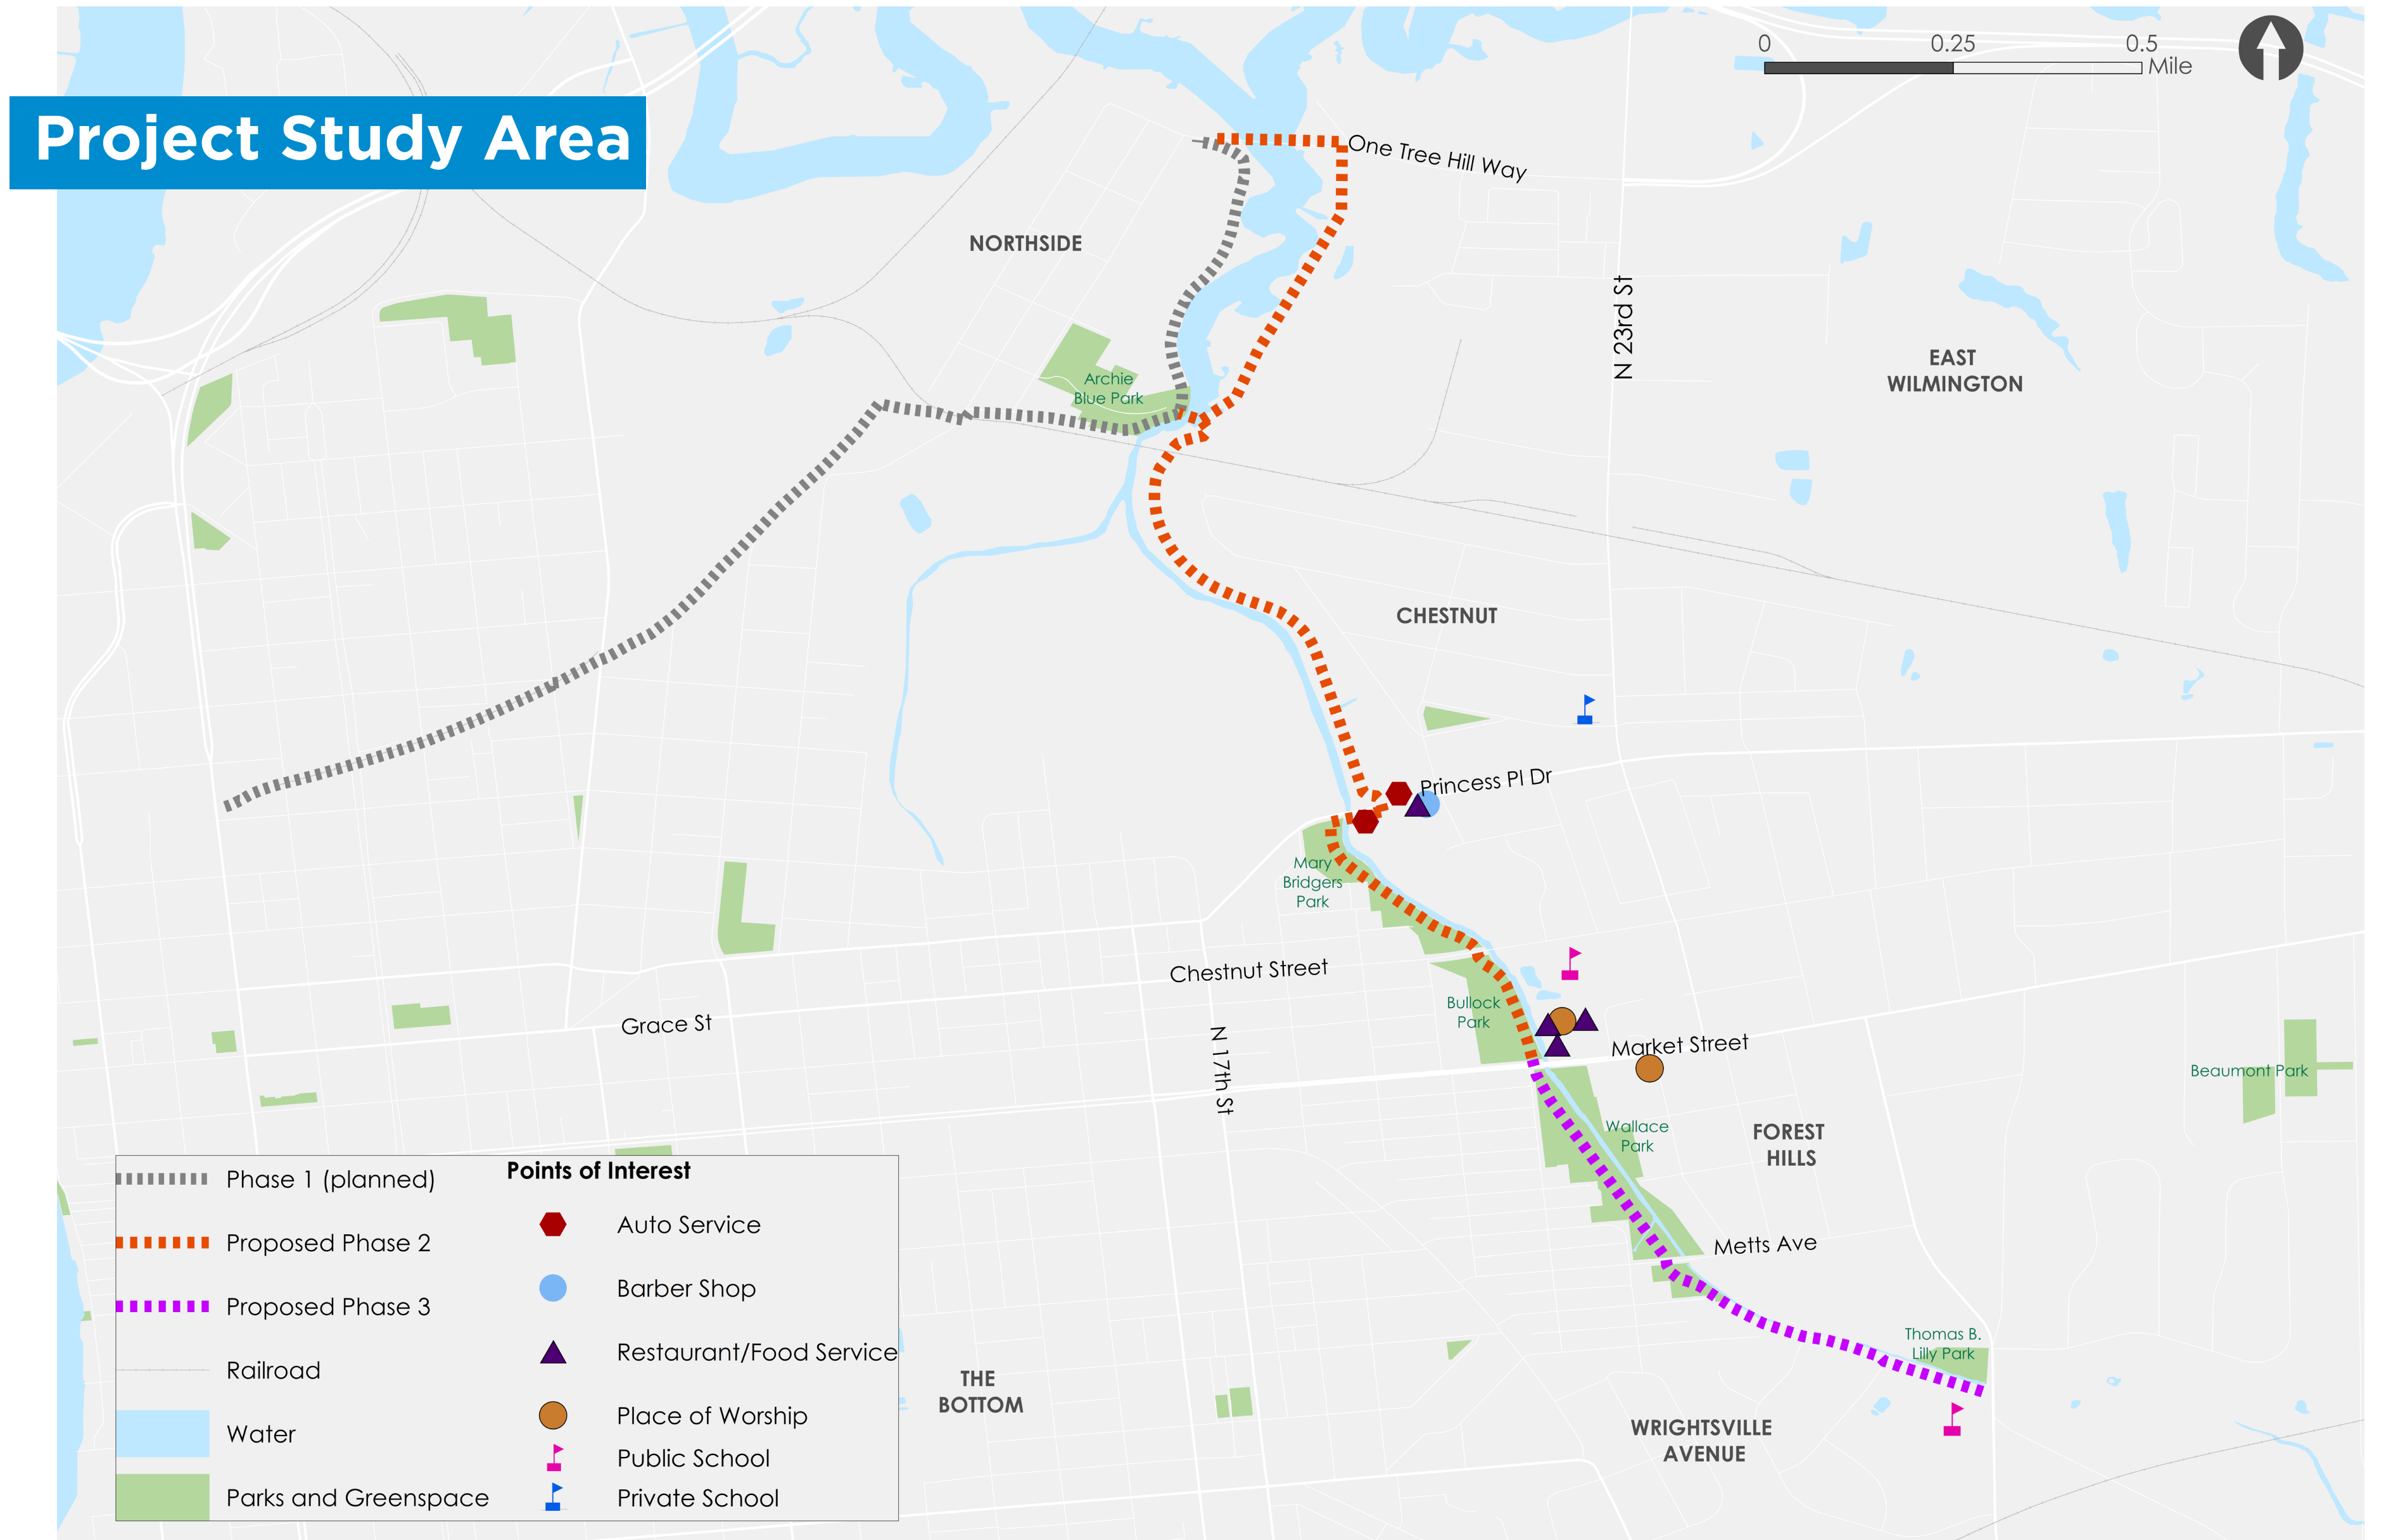 0 0.25 0.5
Mile
Project Study Area
One Tree Hill Way
NORTHSIDE
N 23rd St
EAST
WILMINGTON
Archie
Blue Park
CHESTNUT
Princess Pl Dr
Mary
Bridgers
Park
Chestnut Street
Bullock
Park
Grace St
N 17th St
Market Street
Beaumont Park
Wallace
Park
FOREST
HILLS
Metts Ave
Thomas B.
Lilly Park
THE
BOTTOM
WRIGHTSVILLE
AVENUE
Phase 1 (planned)
Proposed Phase 2
Proposed Phase 3
Railroad
Water
Parks and Greenspace
Points of Interest
Auto Service
Barber Shop
Restaurant/Food Service
Place of Worship
Public School
Private School